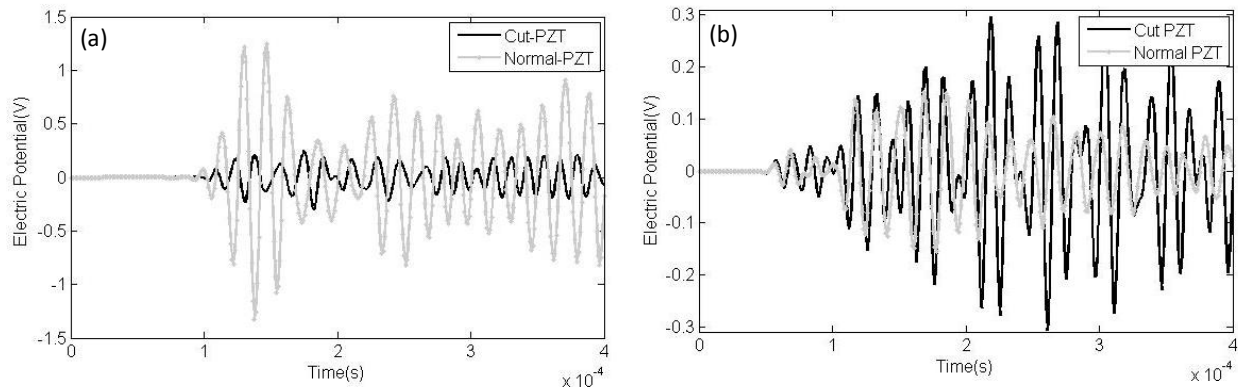 (a)
Cut-PZT
Normal-PZT
Electric Potential(V)
1.5
1
0.5
0
-0.5
-1
-1.5
0 1 2 3 4
Time(s)
x 10-4
(b)
Cut PZT
Normal PZT
Electric Potential(V)
0.3
0.2
0.1
0
-0.1
-0.2
-0.3
0 1 2 3 4
Time(s)
x 10-4